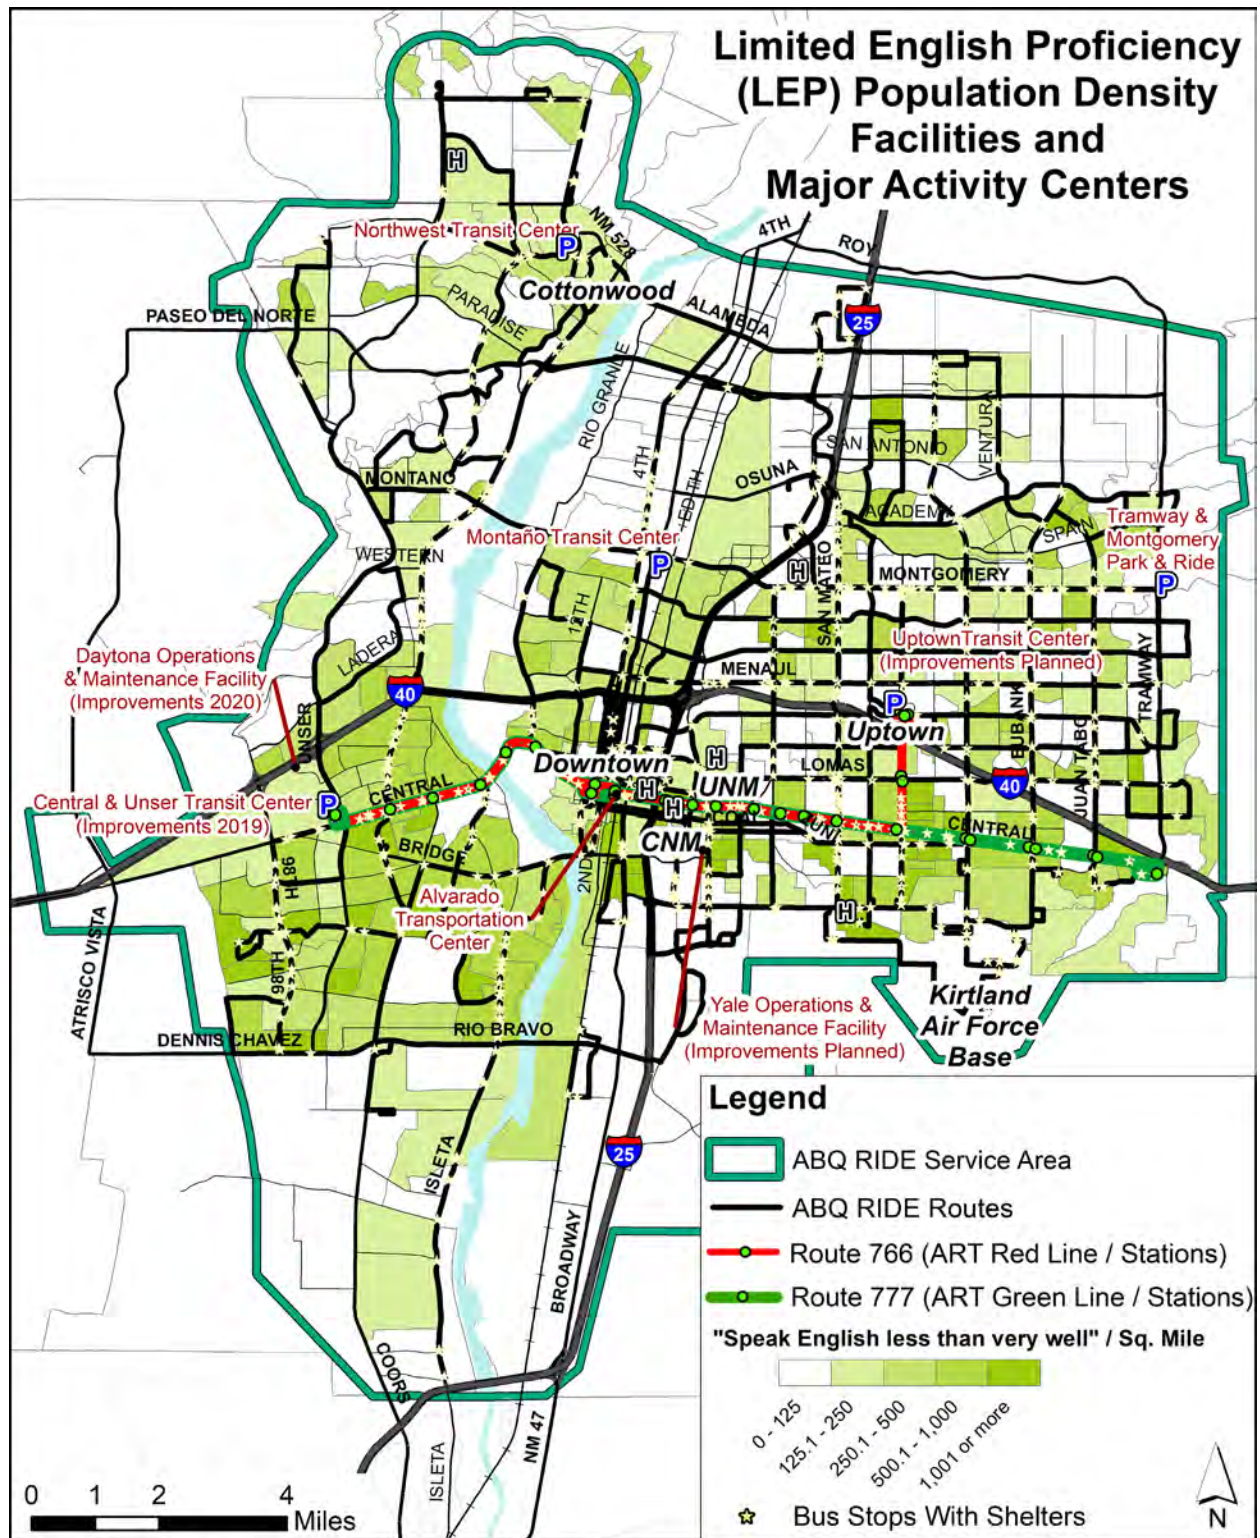 Limited English Proficiency
(LEP) Population Density
Facilities and
Major Activity Centers
4TH
ROY
H
Northwest Transit Center
P
NM 528
Cottonwood
PARADISE
PASEO DEL NORTE
ALAMEDA
25
RIO GRANDE
VENTURA
SAN ANTONIO
MONTANO
4TH
EDITH
OSUNA
ACADEMY
SPAIN
Tramway &
Montgomery
Park & Ride
P
WESTERN
Montaño Transit Center
P
H
SAN MATEO
MONTGOMERY
12TH
LADERA
UptownTransit Center
(Improvements Planned)
MENAUL
TRAMWAY
Daytona Operations
& Maintenance Facility
(Improvements 2020)
40
UNSER
P
Uptown
EUBANK
JUAN TABO
Downtown
H
LOMAS
UNM
40
Central & Unser Transit Center
(Improvements 2019)
P
CENTRAL
H
H
CNM
CENTRAL
BRIDGE
98TH
2ND
Alvarado
Transportation
Center
H
ATRISCO VISTA
98TH
Kirtland
Air Force
Base
Yale Operations &
Maintenance Facility
(Improvements Planned)
DENNIS CHAVEZ
RIO BRAVO
ISLETA
25
BROADWAY
COORS
NM 47
ISLETA
Legend
ABQ RIDE Service Area
ABQ RIDE Routes
Route 766 (ART Red Line / Stations)
Route 777 (ART Green Line / Stations)
"Speak English less than very well" / Sq. Mile
0 - 125
125.1 - 250
250.1 - 500
500.1 - 1,000
1,001 or more
Bus Stops With Shelters
N
0 1 2 4
Miles